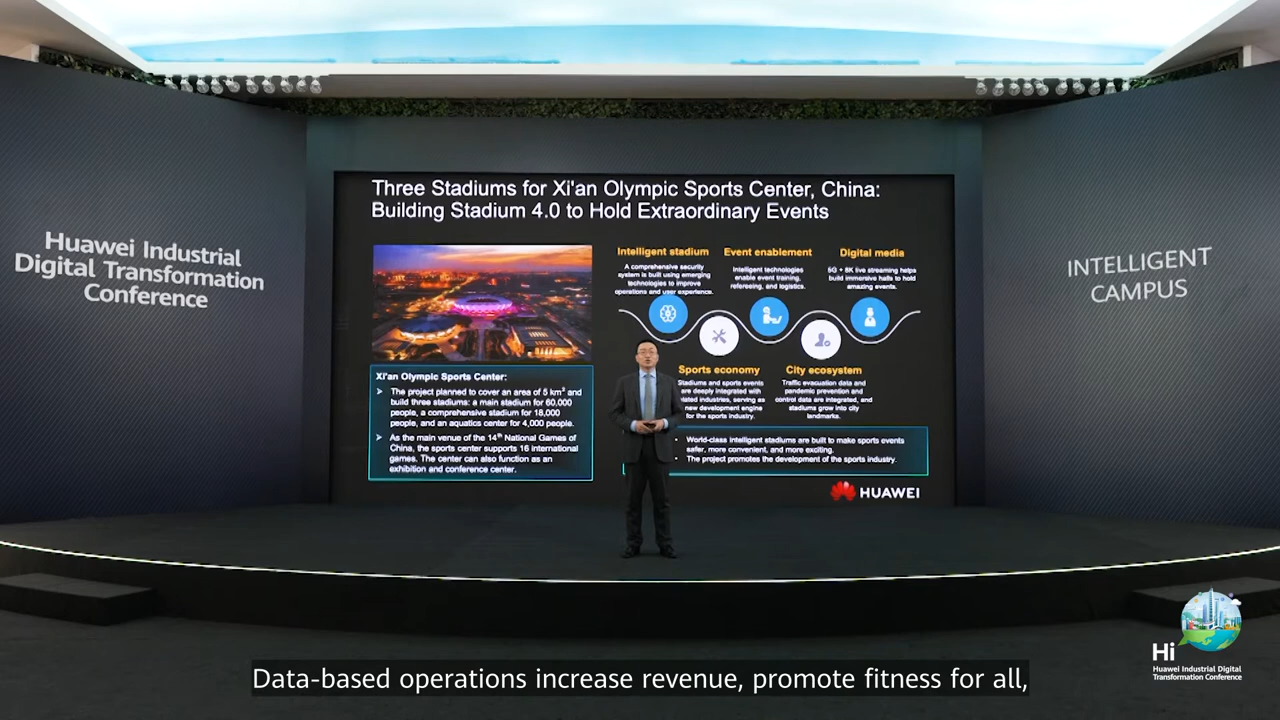 Huawei Industrial
Digital Transformation
Conference
Three Stadiums for Xi'an Olympic Sports Center, China:
Building Stadium 4.0 to Hold Extraordinary Events
Intelligent stadium
A comprehensive security
system is built using emerging
technologies to improve
operations and user experience.
Event enablement
Intelligent technologies
enable event training,
refereeing, and logistics.
Digital media
5G + 8K live streaming helps
build immersive halls to hold
amazing events.
Sports economy
Stadiums and sports events
are deeply integrated with
industries, serving as
new development engine
for the sports industry.
City ecosystem
Traffic evacuation data and
pandemic prevention and
control data are integrated, and
stadiums grow into city
landmarks.
Xi'an Olympic Sports Center:
➢ The project planned to cover an area of 5 km² and
build three stadiums: a main stadium for 60,000
people, a comprehensive stadium for 18,000
people, and an aquatics center for 4,000 people.
➢ As the main venue of the 14th National Games of
China, the sports center supports 16 international
games. The center can also function as an
exhibition and conference center.
• World-class intelligent stadiums are built to make sports events
safer, more convenient, and more exciting.
• The project promotes the development of the sports industry.
HUAWEI
INTELLIGENT
CAMPUS
Hi
Huawei Industrial Digital
Transformation Conference
Data-based operations increase revenue, promote fitness for all,